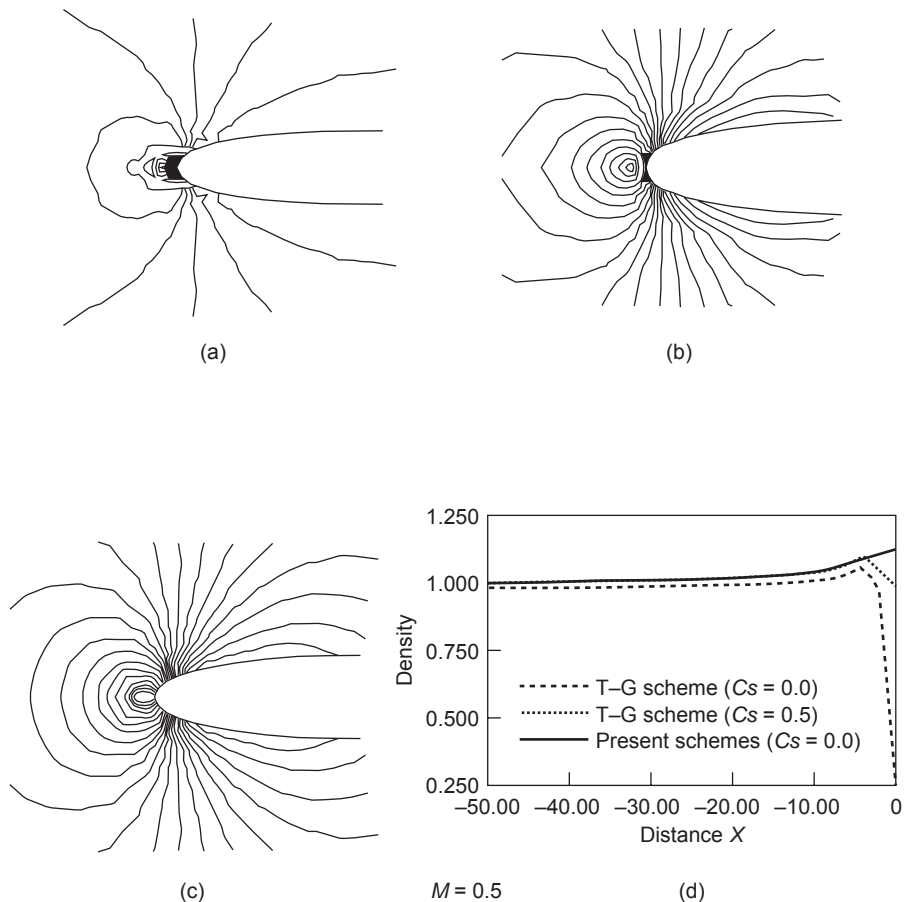 (a)
(b)
1.250
1.000
0.750
0.500
0.250
Density
T–G scheme (Cs = 0.0)
T–G scheme (Cs = 0.5)
Present schemes (Cs = 0.0)
–50.00 –40.00 –30.00 –20.00 –10.00 0
Distance X
(c)
M = 0.5
(d)